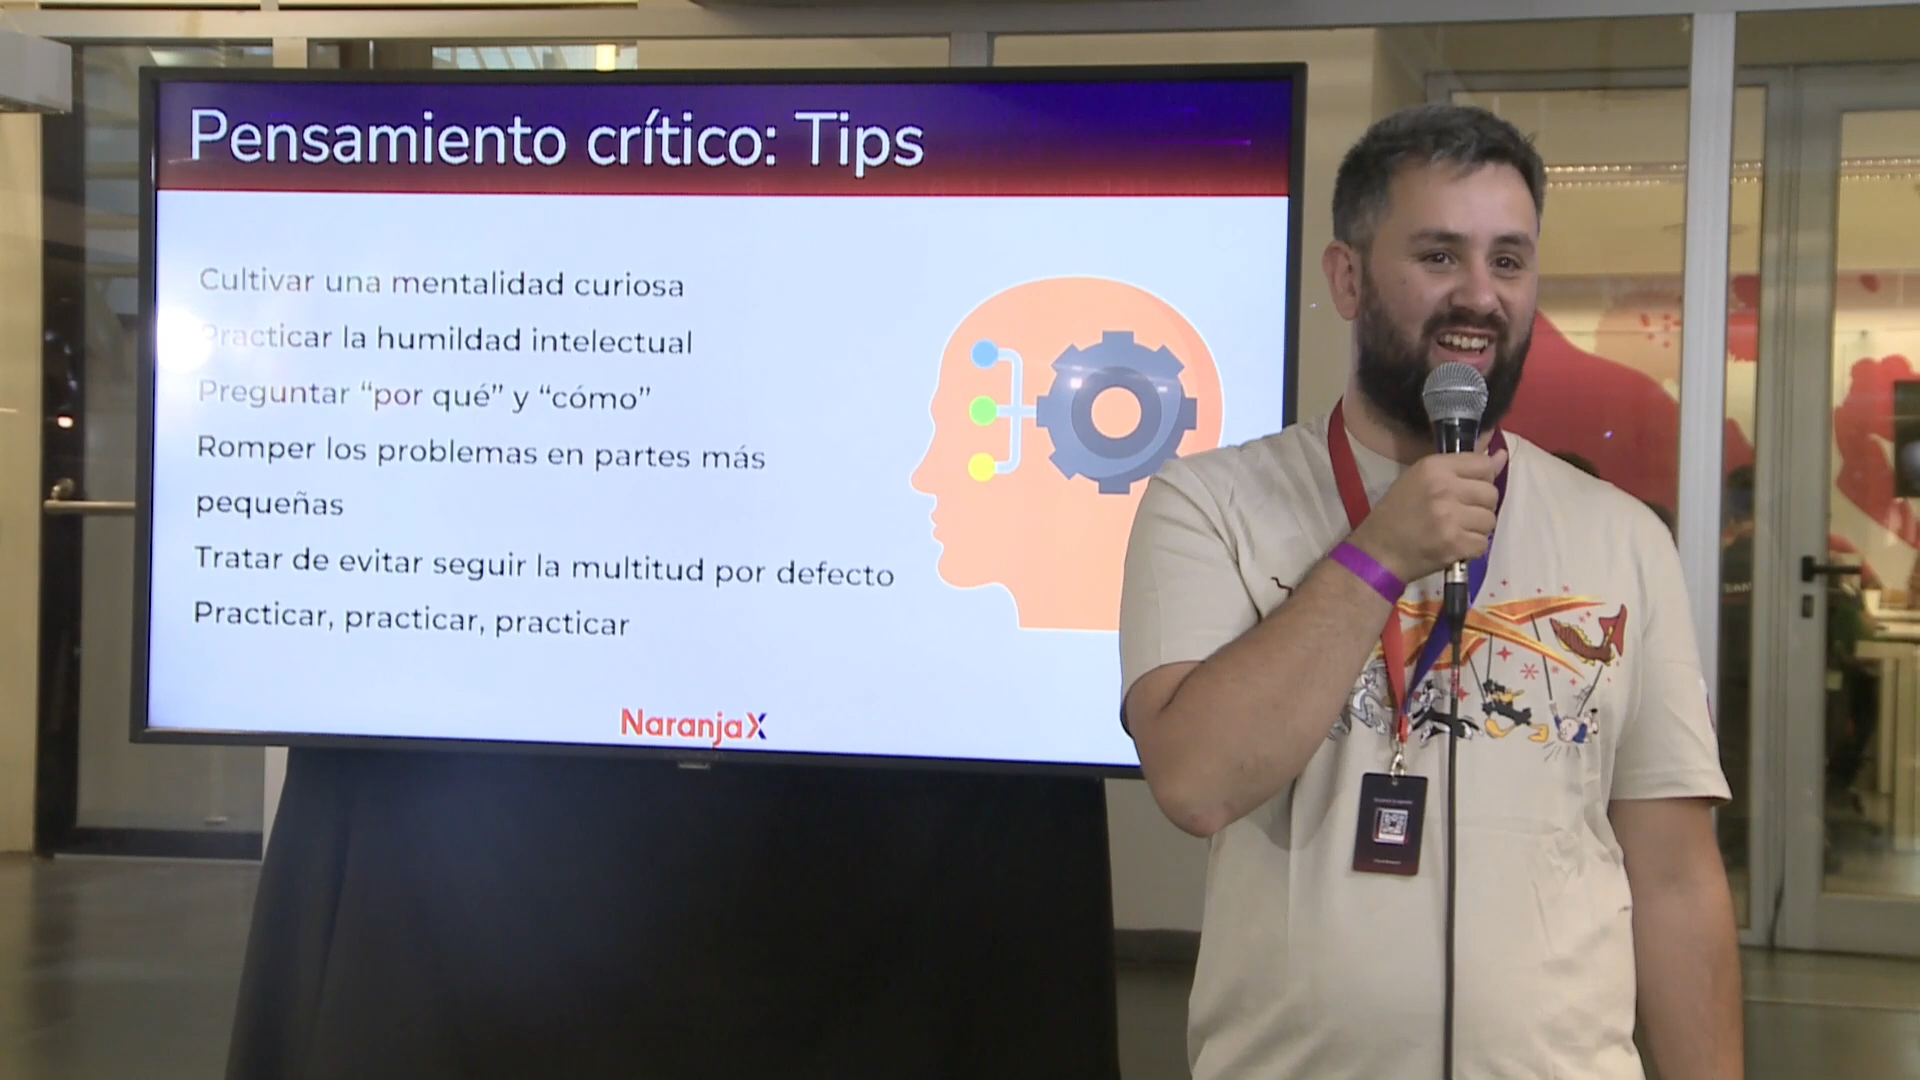 Pensamiento crítico: Tips
Cultivar una mentalidad curiosa
Practicar la humildad intelectual
Preguntar “por qué” y “cómo”
Romper los problemas en partes más
pequeñas
Tratar de evitar seguir la multitud por defecto
Practicar, practicar, practicar
NaranjaX